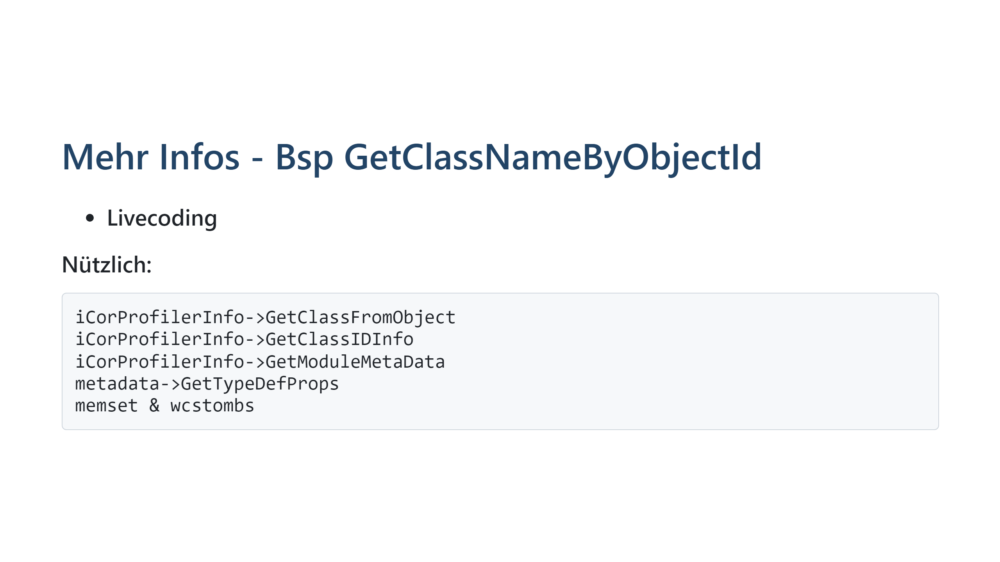 Mehr Infos - Bsp GetClassNameByObjectId
• Livecoding
Nützlich:
iCorProfilerInfo->GetClassFromObject
iCorProfilerInfo->GetClassIDInfo
iCorProfilerInfo->GetModuleMetaData
metadata->GetTypeDefProps
memset & wcstombs